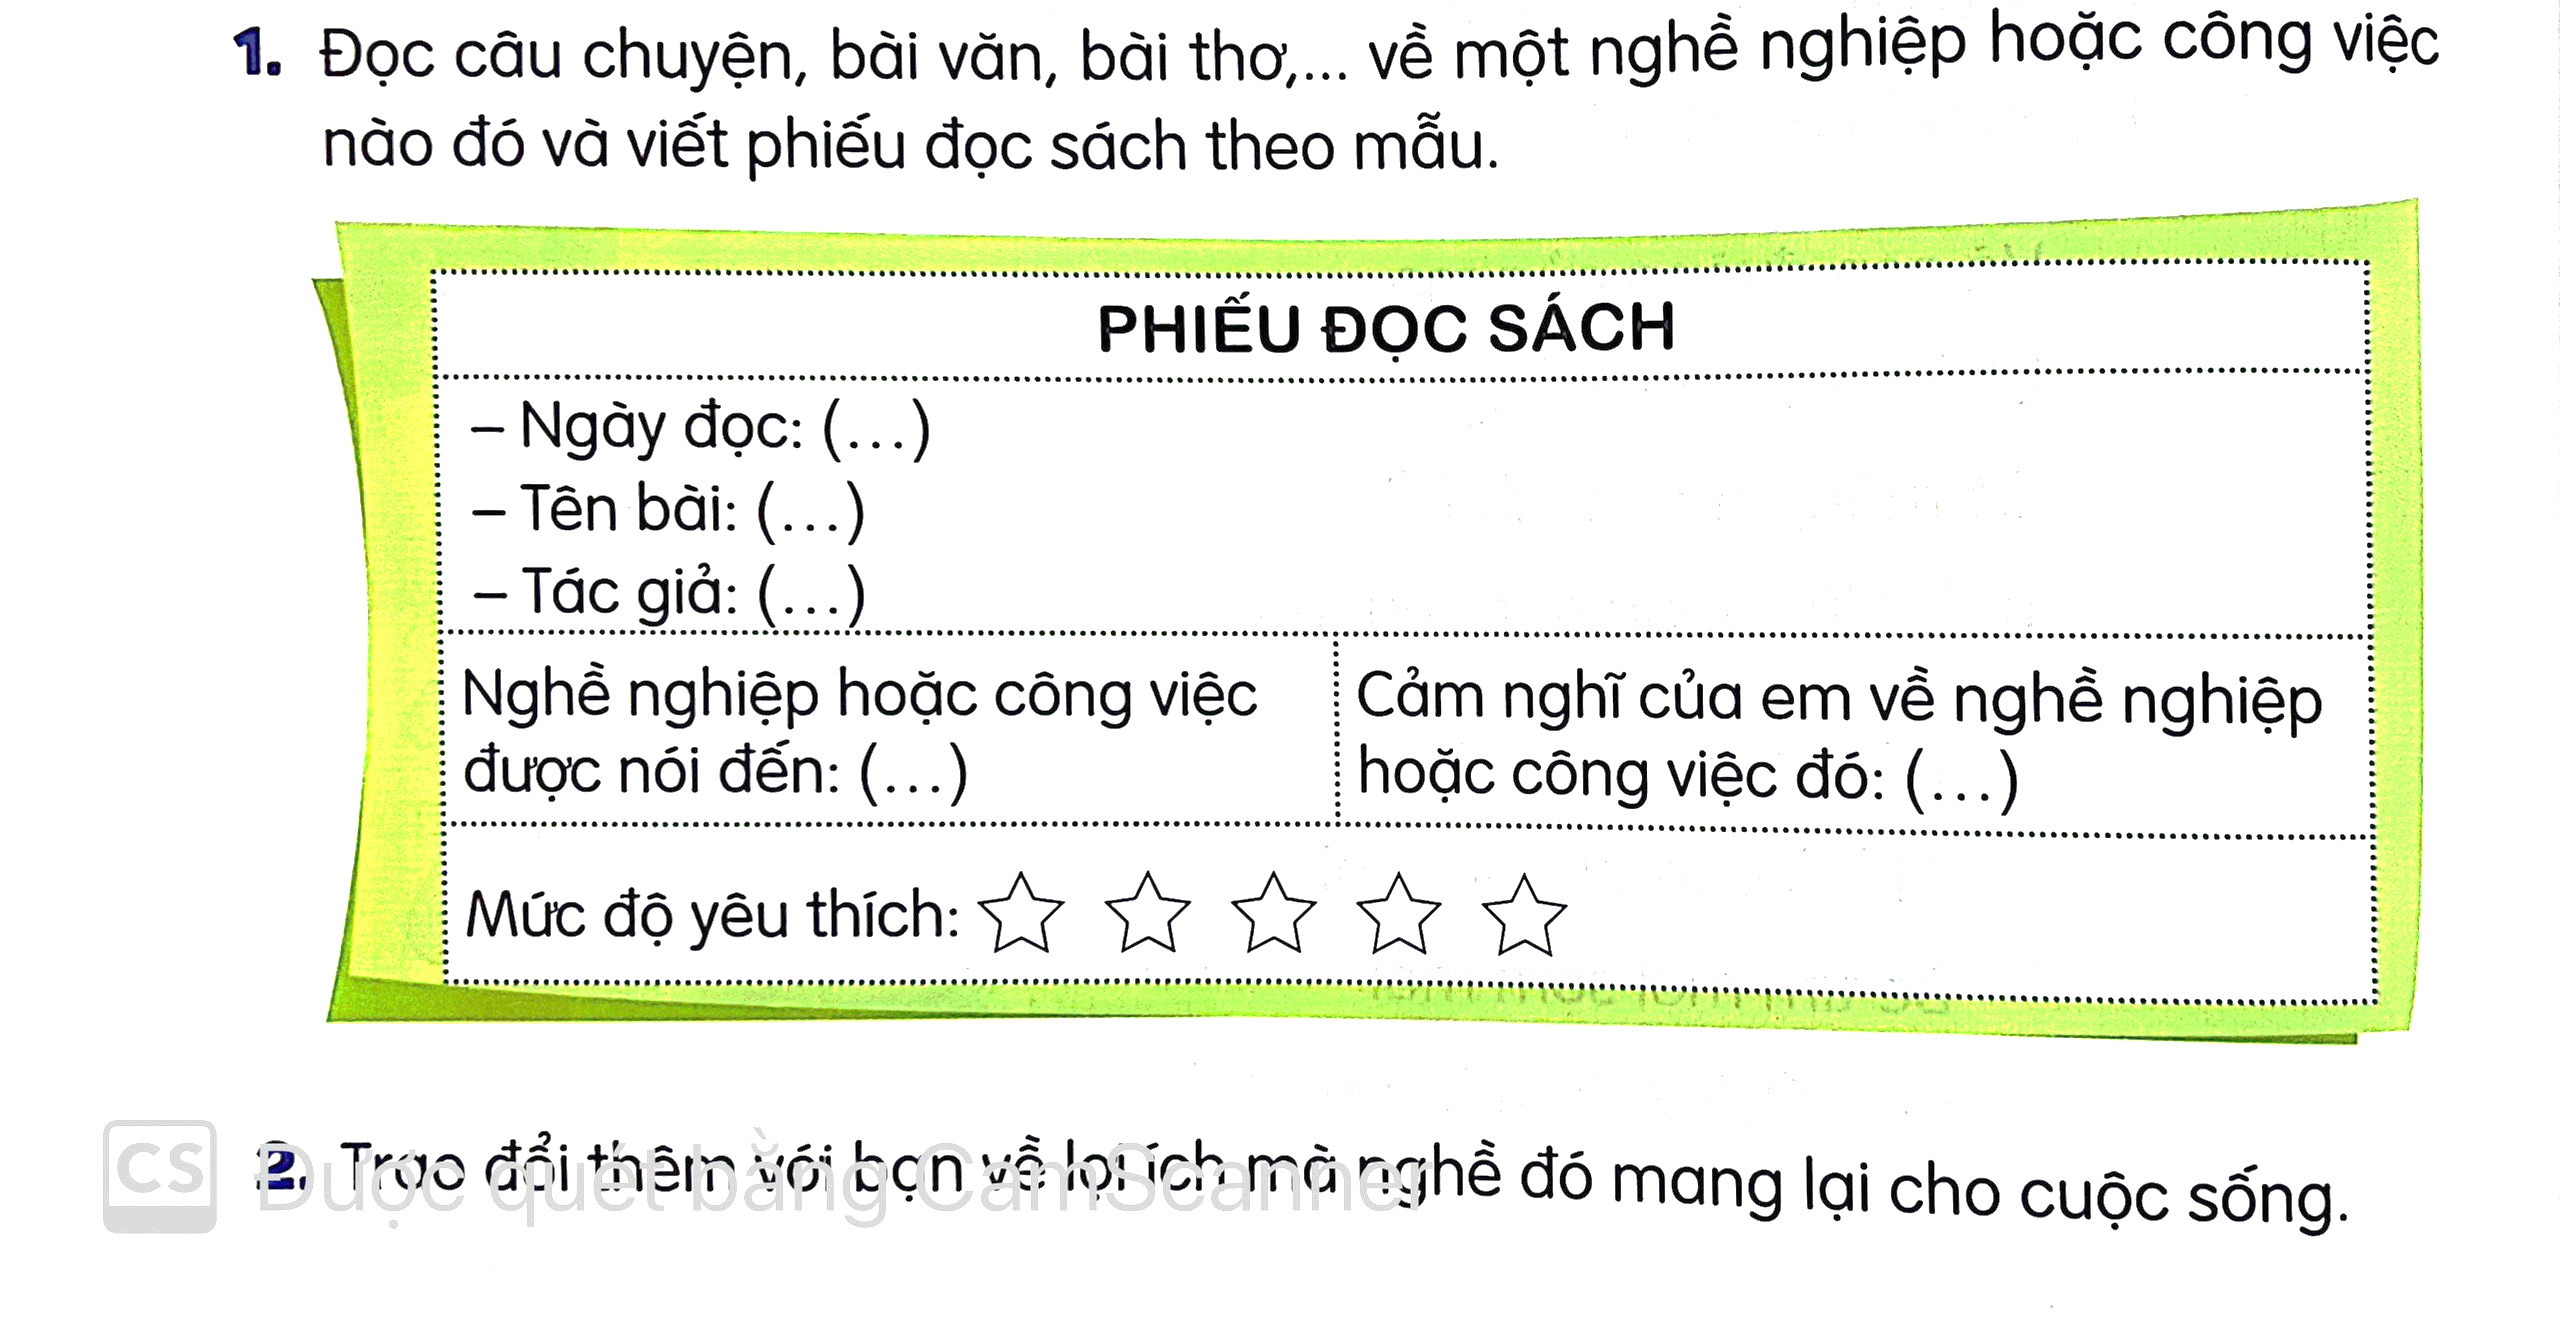 1. Đọc câu chuyện, bài văn, bài thơ,... về một nghề nghiệp hoặc công việc
nào đó và viết phiếu đọc sách theo mẫu.
PHIẾU ĐỌC SÁCH
– Ngày đọc: (...)
– Tên bài: (...)
– Tác giả: (...)
Nghề nghiệp hoặc công việc
được nói đến: (...)
Cảm nghĩ của em về nghề nghiệp
hoặc công việc đó: (...)
Mức độ yêu thích:
2. Trao đổi thêm với bạn về lợi ích mà nghề đó mang lại cho cuộc sống.
CS Được quét bằng CamScanner